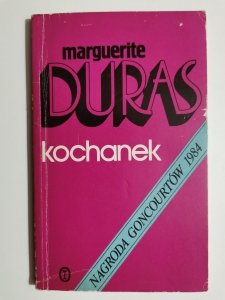 marguerite
DURAS
kochanek
NAGRODA GONCOURTÓW 1984